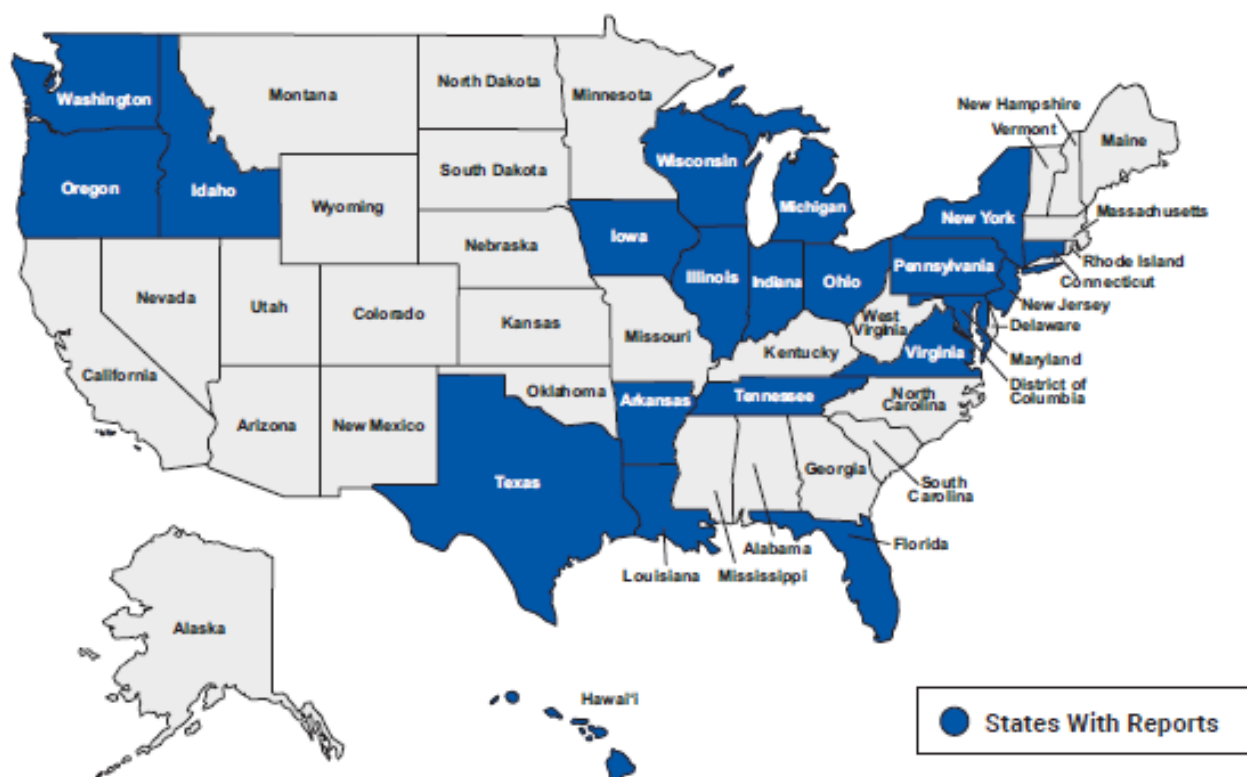 Washington
Montana
North Dakota
Minnesota
New Hampshire
Vermont
Maine
Oregon
Idaho
South Dakota
Wisconsin
Michigan
New York
Massachusetts
Wyoming
Iowa
Nebraska
Illinois
Indiana
Ohio
Pennsylvania
Rhode Island
Connecticut
New Jersey
Nevada
Utah
Colorado
Kansas
Missouri
West
Virginia
Virginia
Delaware
Maryland
District of
Columbia
California
Kentucky
Oklahoma
Arkansas
Tennessee
North
Carolina
Arizona
New Mexico
Texas
Georgia
South
Carolina
Alabama
Florida
Louisiana
Mississippi
Alaska
Hawai'i
States With Reports